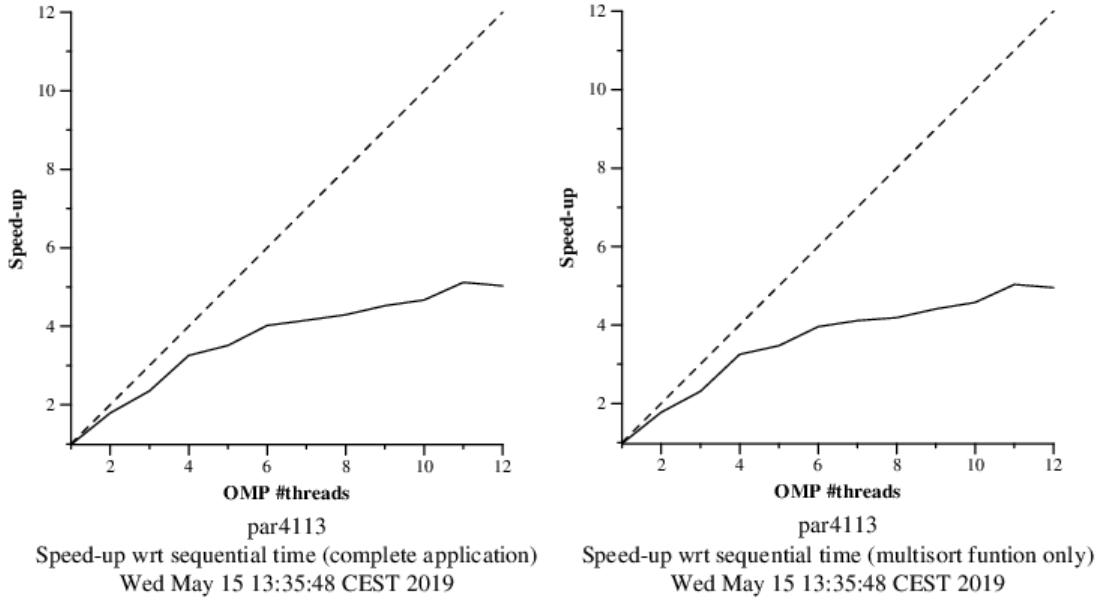 12
10
8
6
4
2
Speed-up
2 4 6 8 10 12
OMP #threads
par4113
Speed-up wrt sequential time (complete application)
Wed May 15 13:35:48 CEST 2019
12
10
8
6
4
2
Speed-up
2 4 6 8 10 12
OMP #threads
par4113
Speed-up wrt sequential time (multisort funtion only)
Wed May 15 13:35:48 CEST 2019